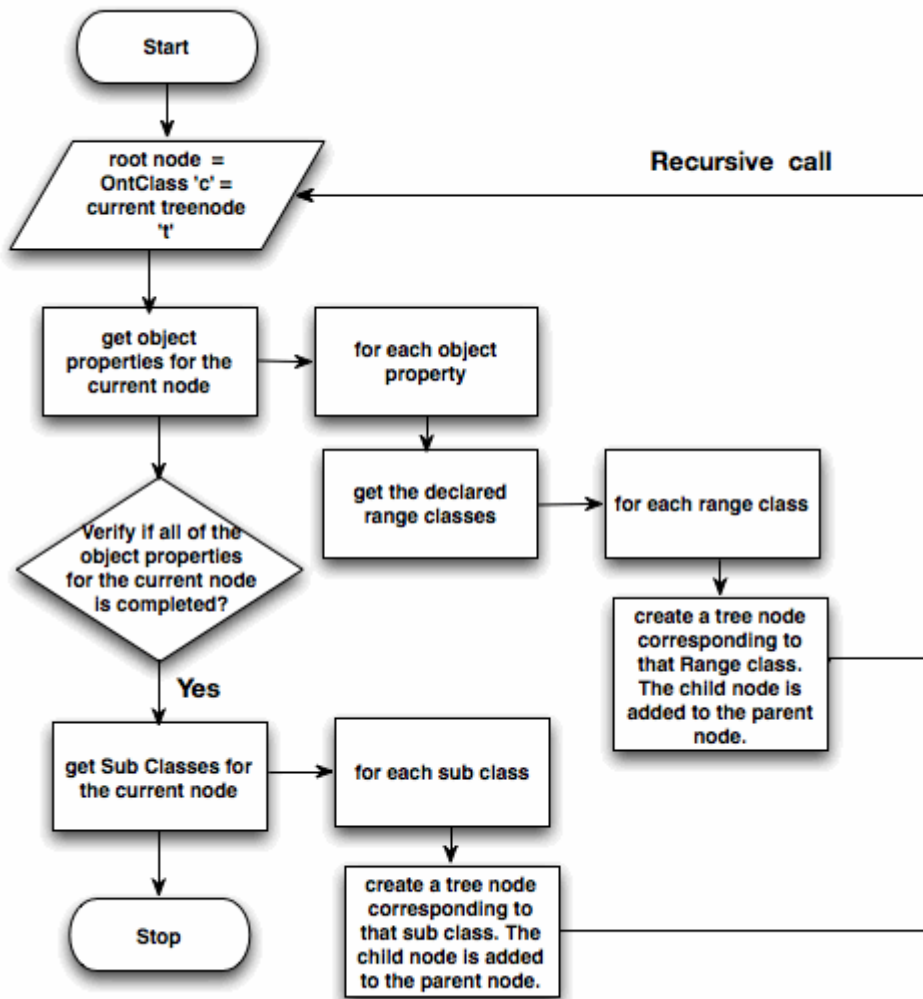 Start
root node =
OntClass 'c' =
current treenode
't'
Recursive call
get object
properties for the
current node
for each object
property
get the declared
range classes
for each range class
Verify if all of the
object properties
for the current node
is completed?
create a tree node
corresponding to
that Range class.
The child node is
added to the parent
node.
Yes
get Sub Classes for
the current node
for each sub class
create a tree node
corresponding to
that sub class. The
child node is added
to the parent node.
Stop